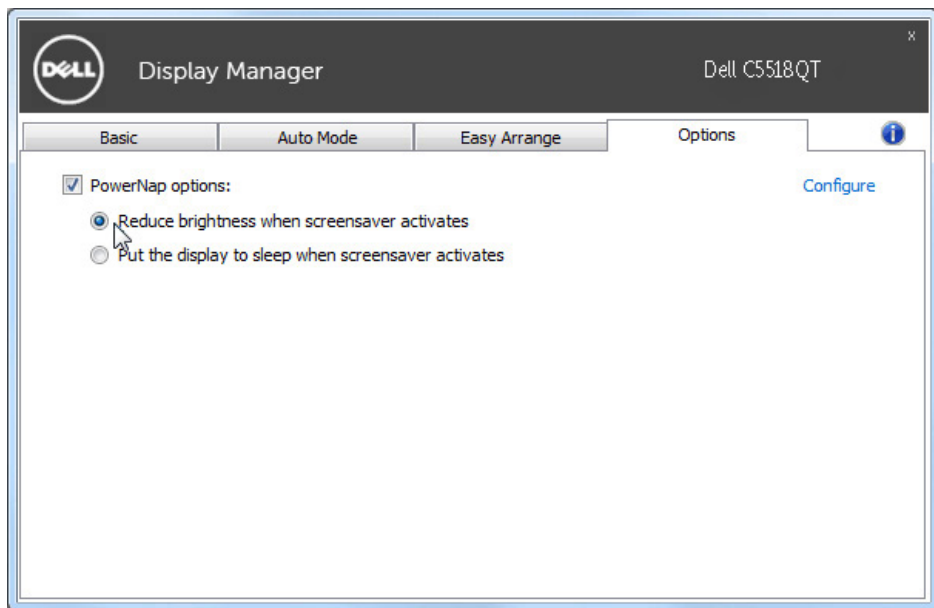 x
DELL
Display Manager
Dell C5518QT
Basic
Auto Mode
Easy Arrange
Options
i
PowerNap options:
Configure
Reduce brightness when screensaver activates
Put the display to sleep when screensaver activates